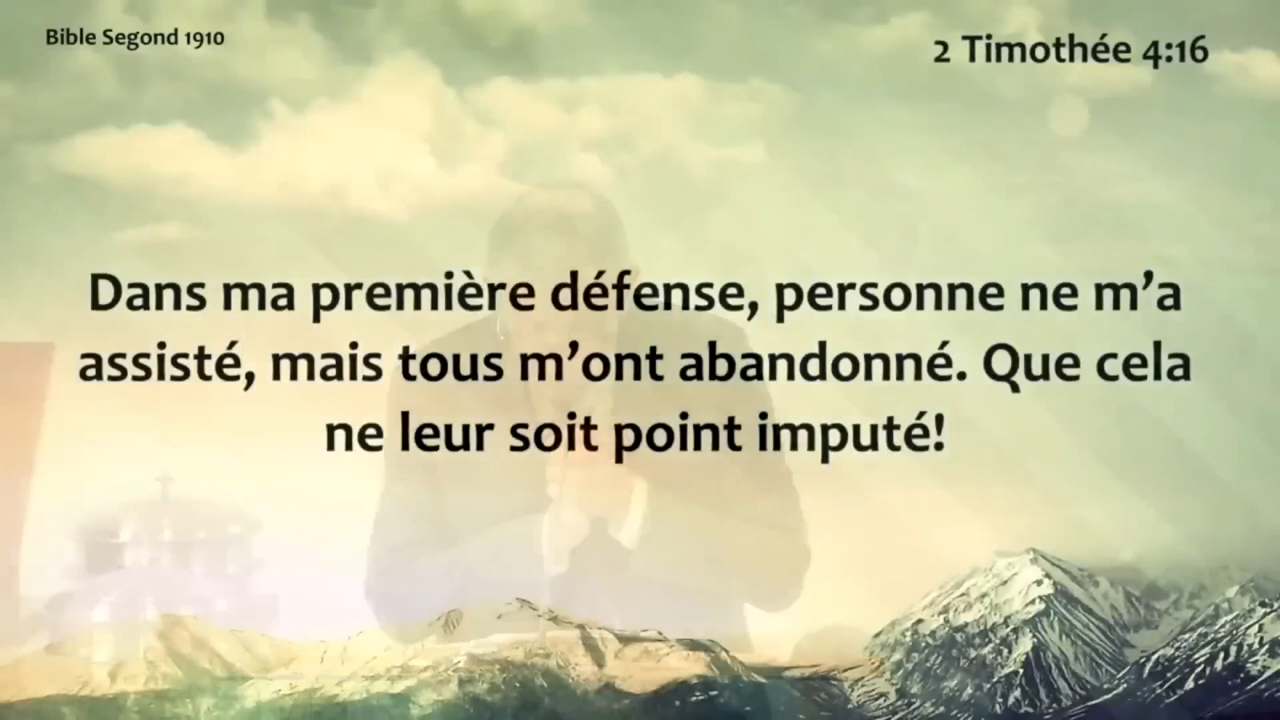 Bible Segond 1910
2 Timothée 4:16
Dans ma première défense, personne ne m’a
assisté, mais tous m’ont abandonné. Que cela
ne leur soit point imputé!